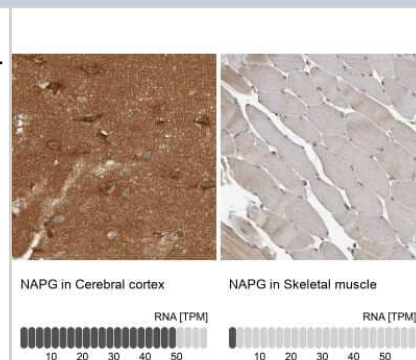 NAPG in Cerebral cortex
NAPG in Skeletal muscle
RNA [TPM]
RNA [TPM]
10 20 30 40 50
10 20 30 40 50